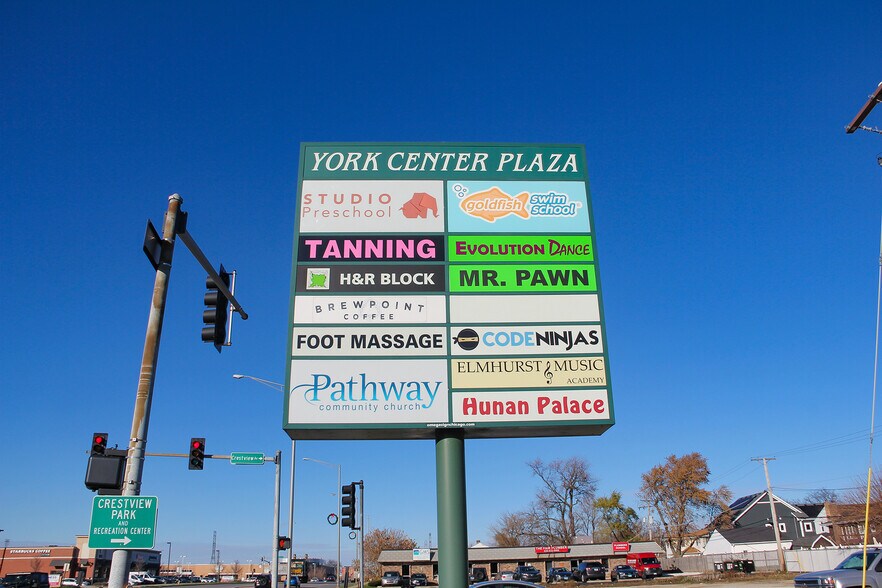 YORK CENTER PLAZA
STUDIO
Preschool
goldfish swim school
TANNING
EVOLUTION DANCE
H&R BLOCK
MR. PAWN
BREWPOINT
COFFEE
FOOT MASSAGE
CODENINJAS
Pathway
community church
ELMHURST MUSIC
ACADEMY
Hunan Palace
Crestview
CRESTVIEW
PARK
AND
RECREATION CENTER
STARBUCKS COFFEE